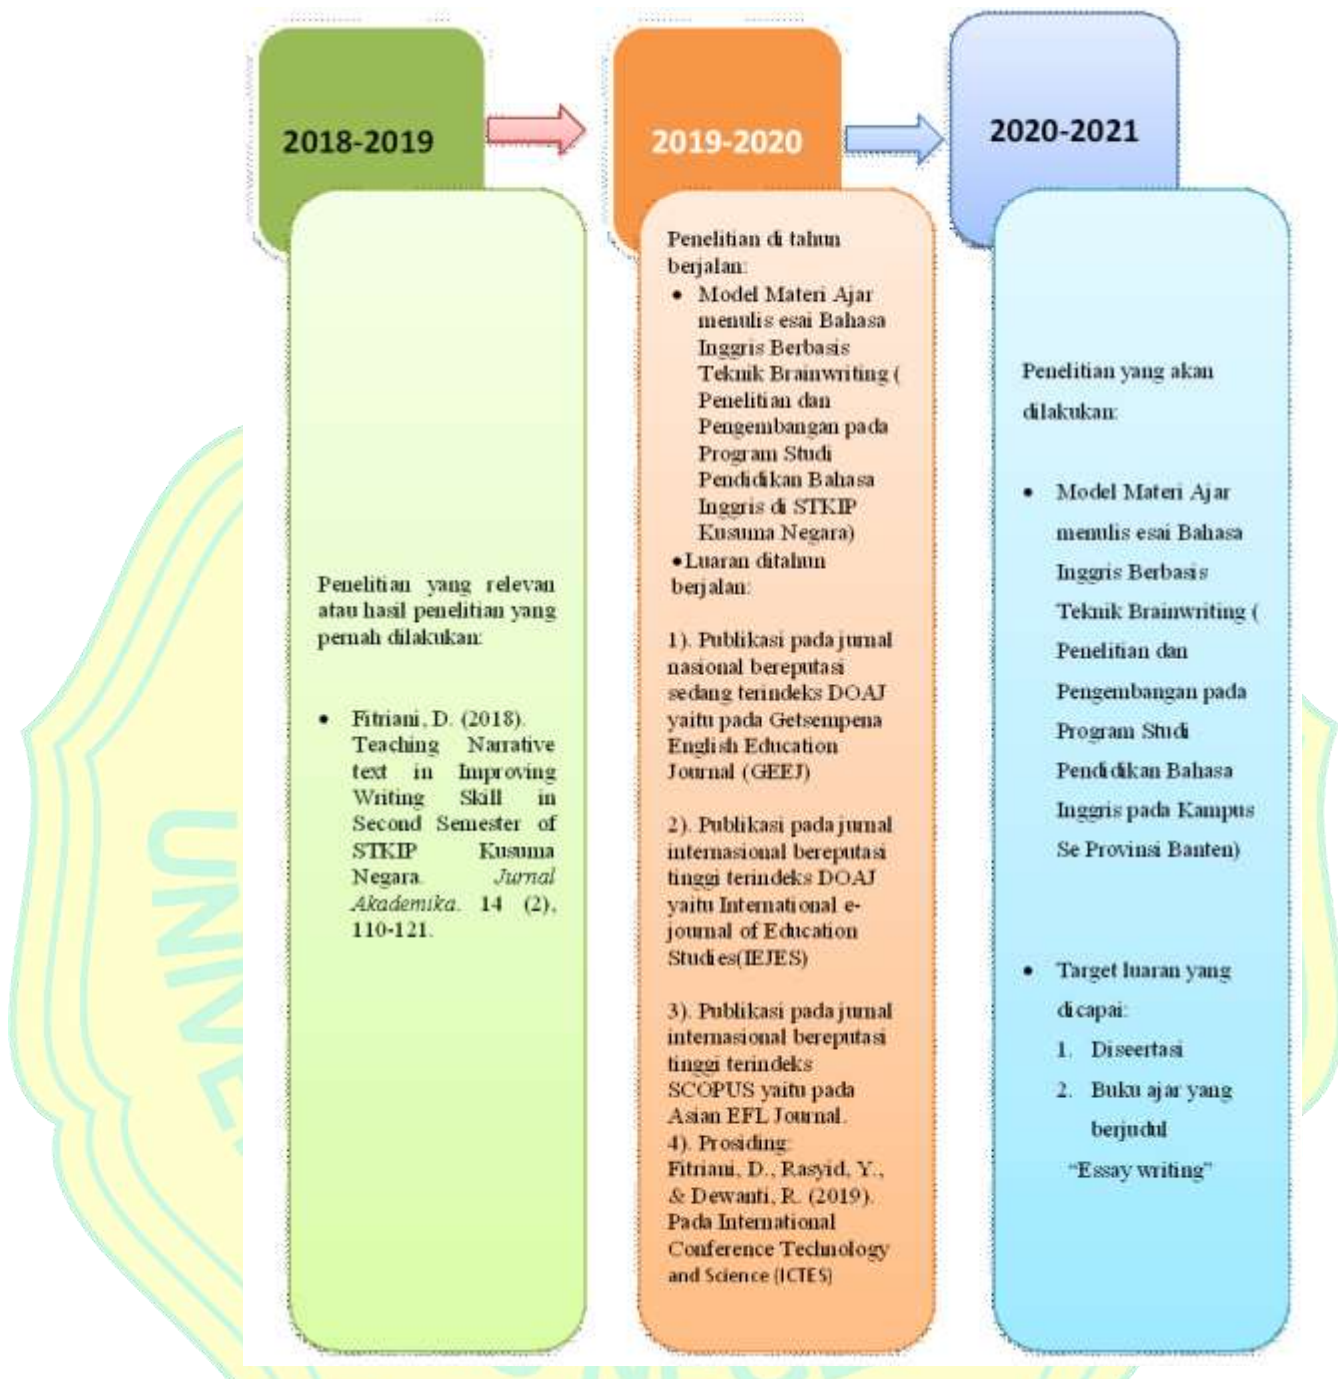 2018-2019
Penelitian yang relevan
atau hasil penelitian yang
pernah dilakukan:
• Fitriani, D. (2018).
Teaching Narrative
text in Improving
Writing Skill in
Second Semester of
STKIP Kusuma
Negara. Jurnal
Akademika. 14 (2),
110-121.
2019-2020
Penelitian di tahun
berjalan:
• Model Materi Ajar
menulis esai Bahasa
Inggris Berbasis
Teknik Brainwriting (
Penelitian dan
Pengembangan pada
Program Studi
Pendidikan Bahasa
Inggris di STKIP
Kusuma Negara)
•Luaran ditahun
berjalan:
1). Publikasi pada jurnal
nasional bereputasi
sedang terindeks DOAJ
yaitu pada Getsempena
English Education
Journal (GEEJ)
2). Publikasi pada jurnal
internasional bereputasi
tinggi terindeks DOAJ
yaitu International e-
journal of Education
Studies(IEJES)
3). Publikasi pada jurnal
internasional bereputasi
tinggi terindeks
SCOPUS yaitu pada
Asian EFL Journal.
4). Prosiding:
Fitriani, D., Rasyid, Y.,
& Dewanti, R. (2019).
Pada International
Conference Technology
and Science (ICTES)
2020-2021
Penelitian yang akan
dilakukan:
• Model Materi Ajar
menulis esai Bahasa
Inggris Berbasis
Teknik Brainwriting (
Penelitian dan
Pengembangan pada
Program Studi
Pendidikan Bahasa
Inggris pada Kampus
Se Provinsi Banten)
• Target luaran yang
dicapai:
1. Diseertasi
2. Buku ajar yang
berjudul
“Essay writing”